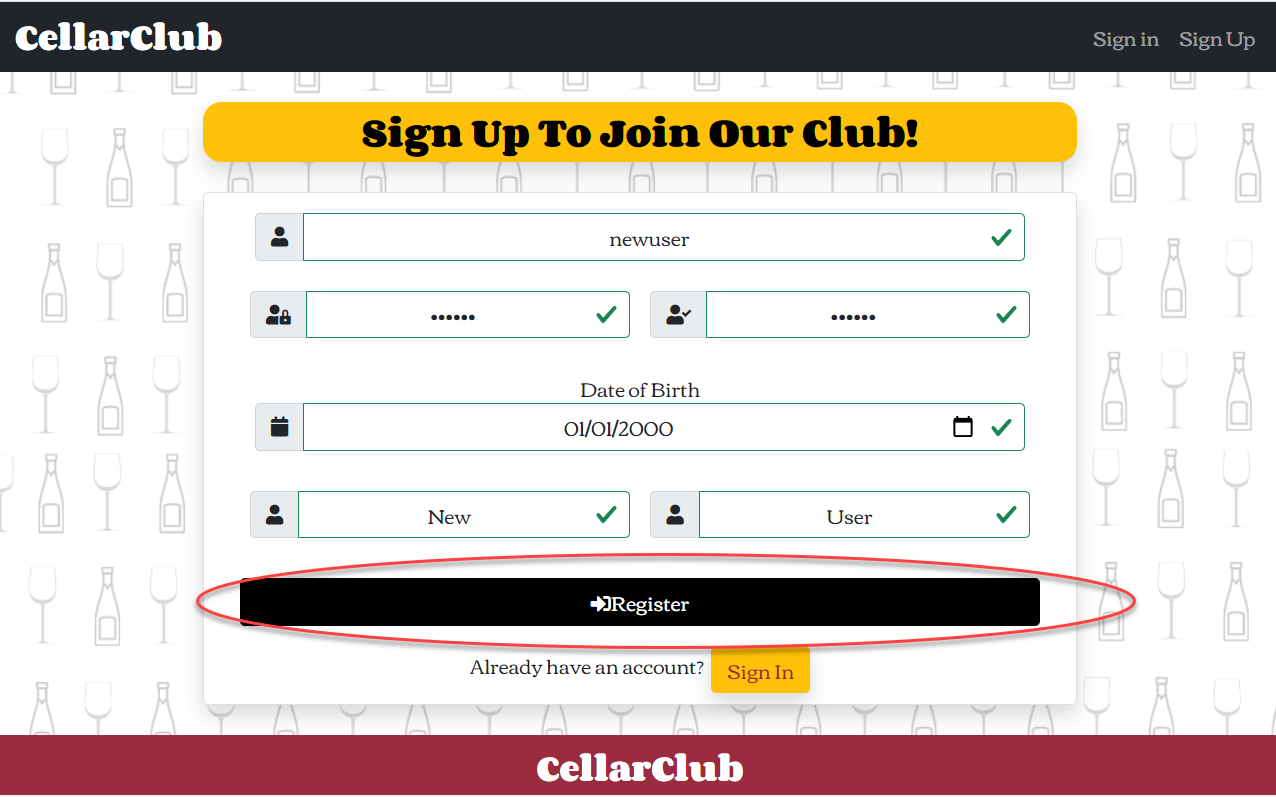 CellarClub
Sign in Sign Up
Sign Up To Join Our Club!
newuser
•••••• ••••••
Date of Birth
01/01/2000
New User
Register
Already have an account? Sign In
CellarClub